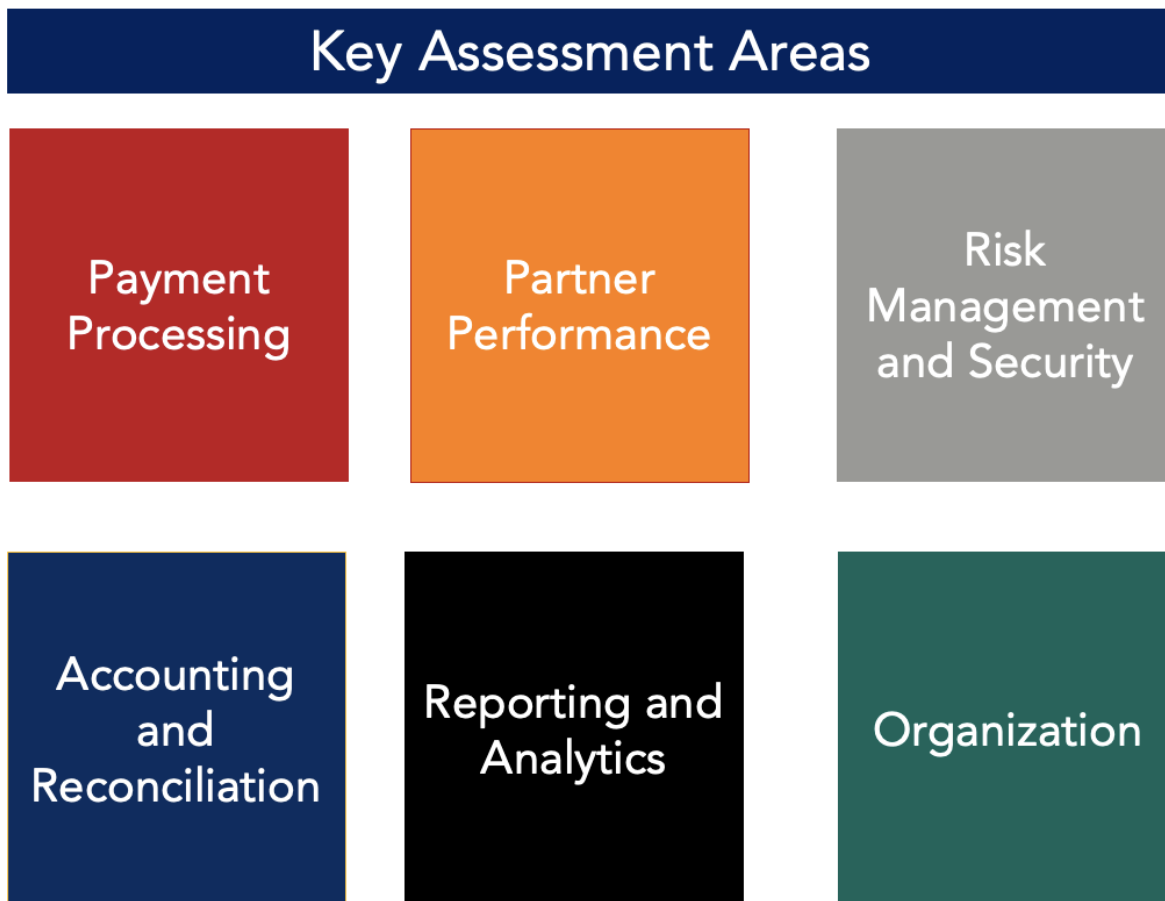 Key Assessment Areas
Payment
Processing
Partner
Performance
Risk
Management
and Security
Accounting
and
Reconciliation
Reporting and
Analytics
Organization